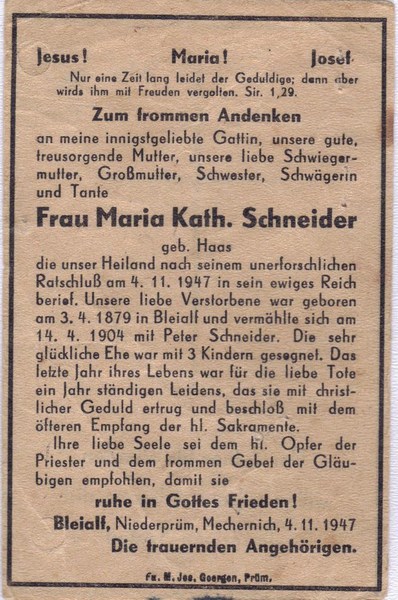 Jesus! Maria! Josef
Nur eine Zeit lang leidet der Geduldige; dann aber
wirds ihm mit Freuden vergolten. Sir. 1,29.
Zum frommen Andenken
an meine innigstgeliebte Gattin, unsere gute,
treusorgende Mutter, unsere liebe Schwieger-
mutter, Großmutter, Schwester, Schwägerin
und Tante
Frau Maria Kath. Schneider
geb. Haas
die unser Heiland nach seinem unerforschlichen
Ratschluß am 4. 11. 1947 in sein ewiges Reich
berief. Unsere liebe Verstorbene war geboren
am 3. 4. 1879 in Bleialf und vermählte sich am
14. 4. 1904 mit Peter Schneider. Die sehr
glückliche Ehe war mit 3 Kindern gesegnet. Das
letzte Jahr ihres Lebens war für die liebe Tote
ein Jahr ständigen Leidens, das sie mit christ-
licher Geduld ertrug und beschloß mit dem
öfteren Empfang der hl. Sakramente.
Ihre liebe Seele sei dem hl. Opfer der
Priester und dem frommen Gebet der Gläu-
bigen empfohlen, damit sie
ruhe in Gottes Frieden!
Bleialf, Niederprüm, Mechernich, 4. 11. 1947
Die trauernden Angehörigen.
Fa. M. Jos. Goergen, Prüm.